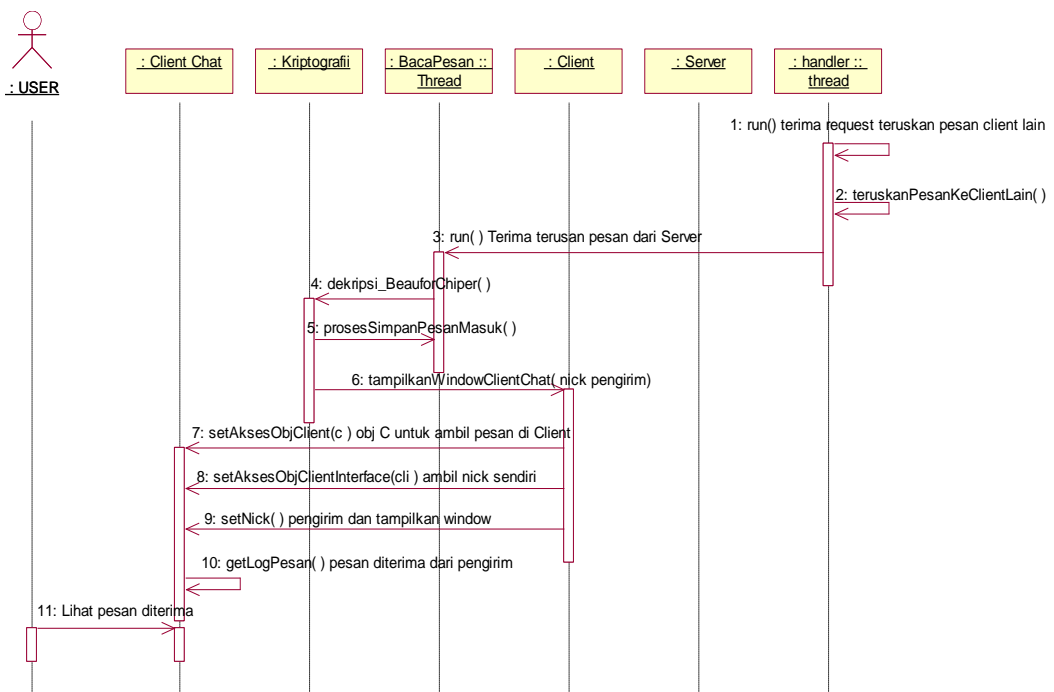 : USER
: Client Chat
: Kriptografii
: BacaPesan ::
Thread
: Client
: Server
: handler ::
thread
1: run() terima request teruskan pesan client lain
2: teruskanPesanKeClientLain( )
3: run( ) Terima terusan pesan dari Server
4: dekripsi_BeauforChiper( )
5: prosesSimpanPesanMasuk( )
6: tampilkanWindowClientChat( nick pengirim)
7: setAksesObjClient(c ) obj C untuk ambil pesan di Client
8: setAksesObjClientInterface(cli ) ambil nick sendiri
9: setNick( ) pengirim dan tampilkan window
10: getLogPesan( ) pesan diterima dari pengirim
11: Lihat pesan diterima